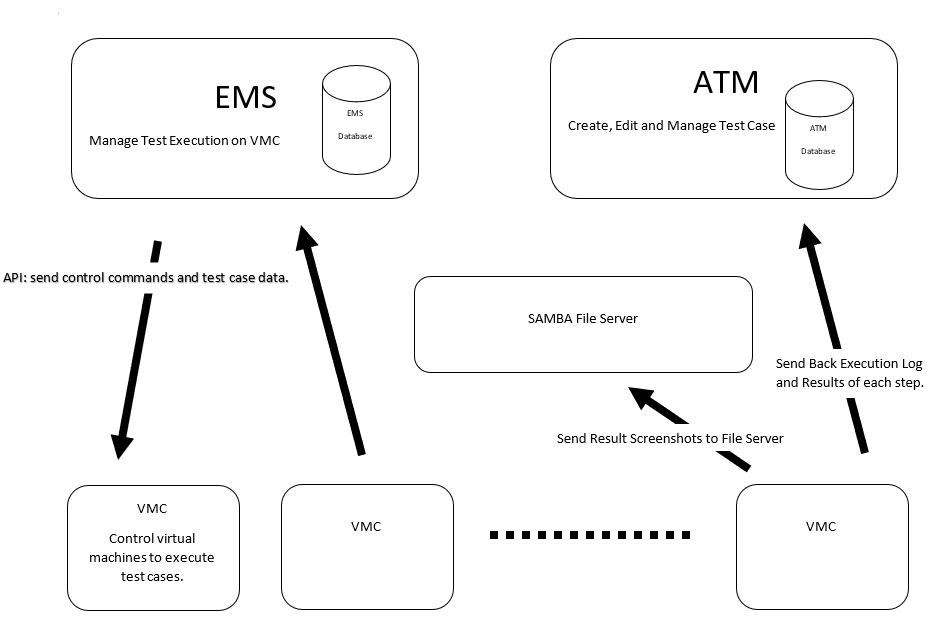 EMS
Manage Test Execution on VMC
EMS
Database
ATM
Create, Edit and Manage Test Case
ATM
Database
API: send control commands and test case data.
SAMBA File Server
Send Back Execution Log
and Results of each step.
Send Result Screenshots to File Server
VMC
Control virtual
machines to execute
test cases.
VMC
VMC